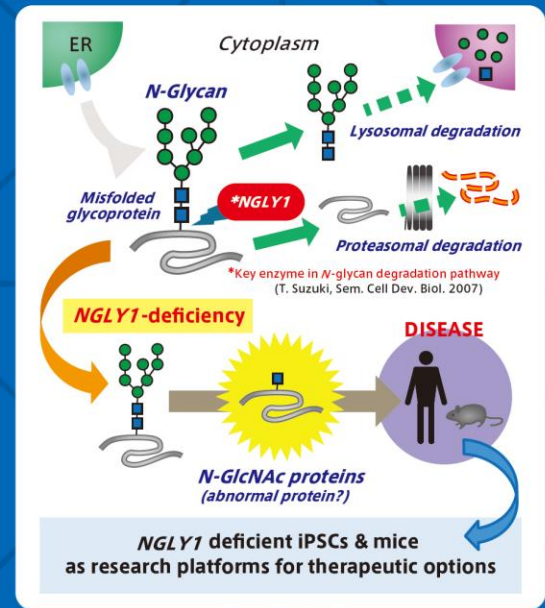 ER
Cytoplasm
N-Glycan
Lysosomal degradation
Misfolded
glycoprotein
*NGLY1
Proteasomal degradation
*Key enzyme in N-glycan degradation pathway
(T. Suzuki, Sem. Cell Dev. Biol. 2007)
NGLY1-deficiency
DISEASE
N-GlcNAc proteins
(abnormal protein?)
NGLY1 deficient iPSCs & mice
as research platforms for therapeutic options